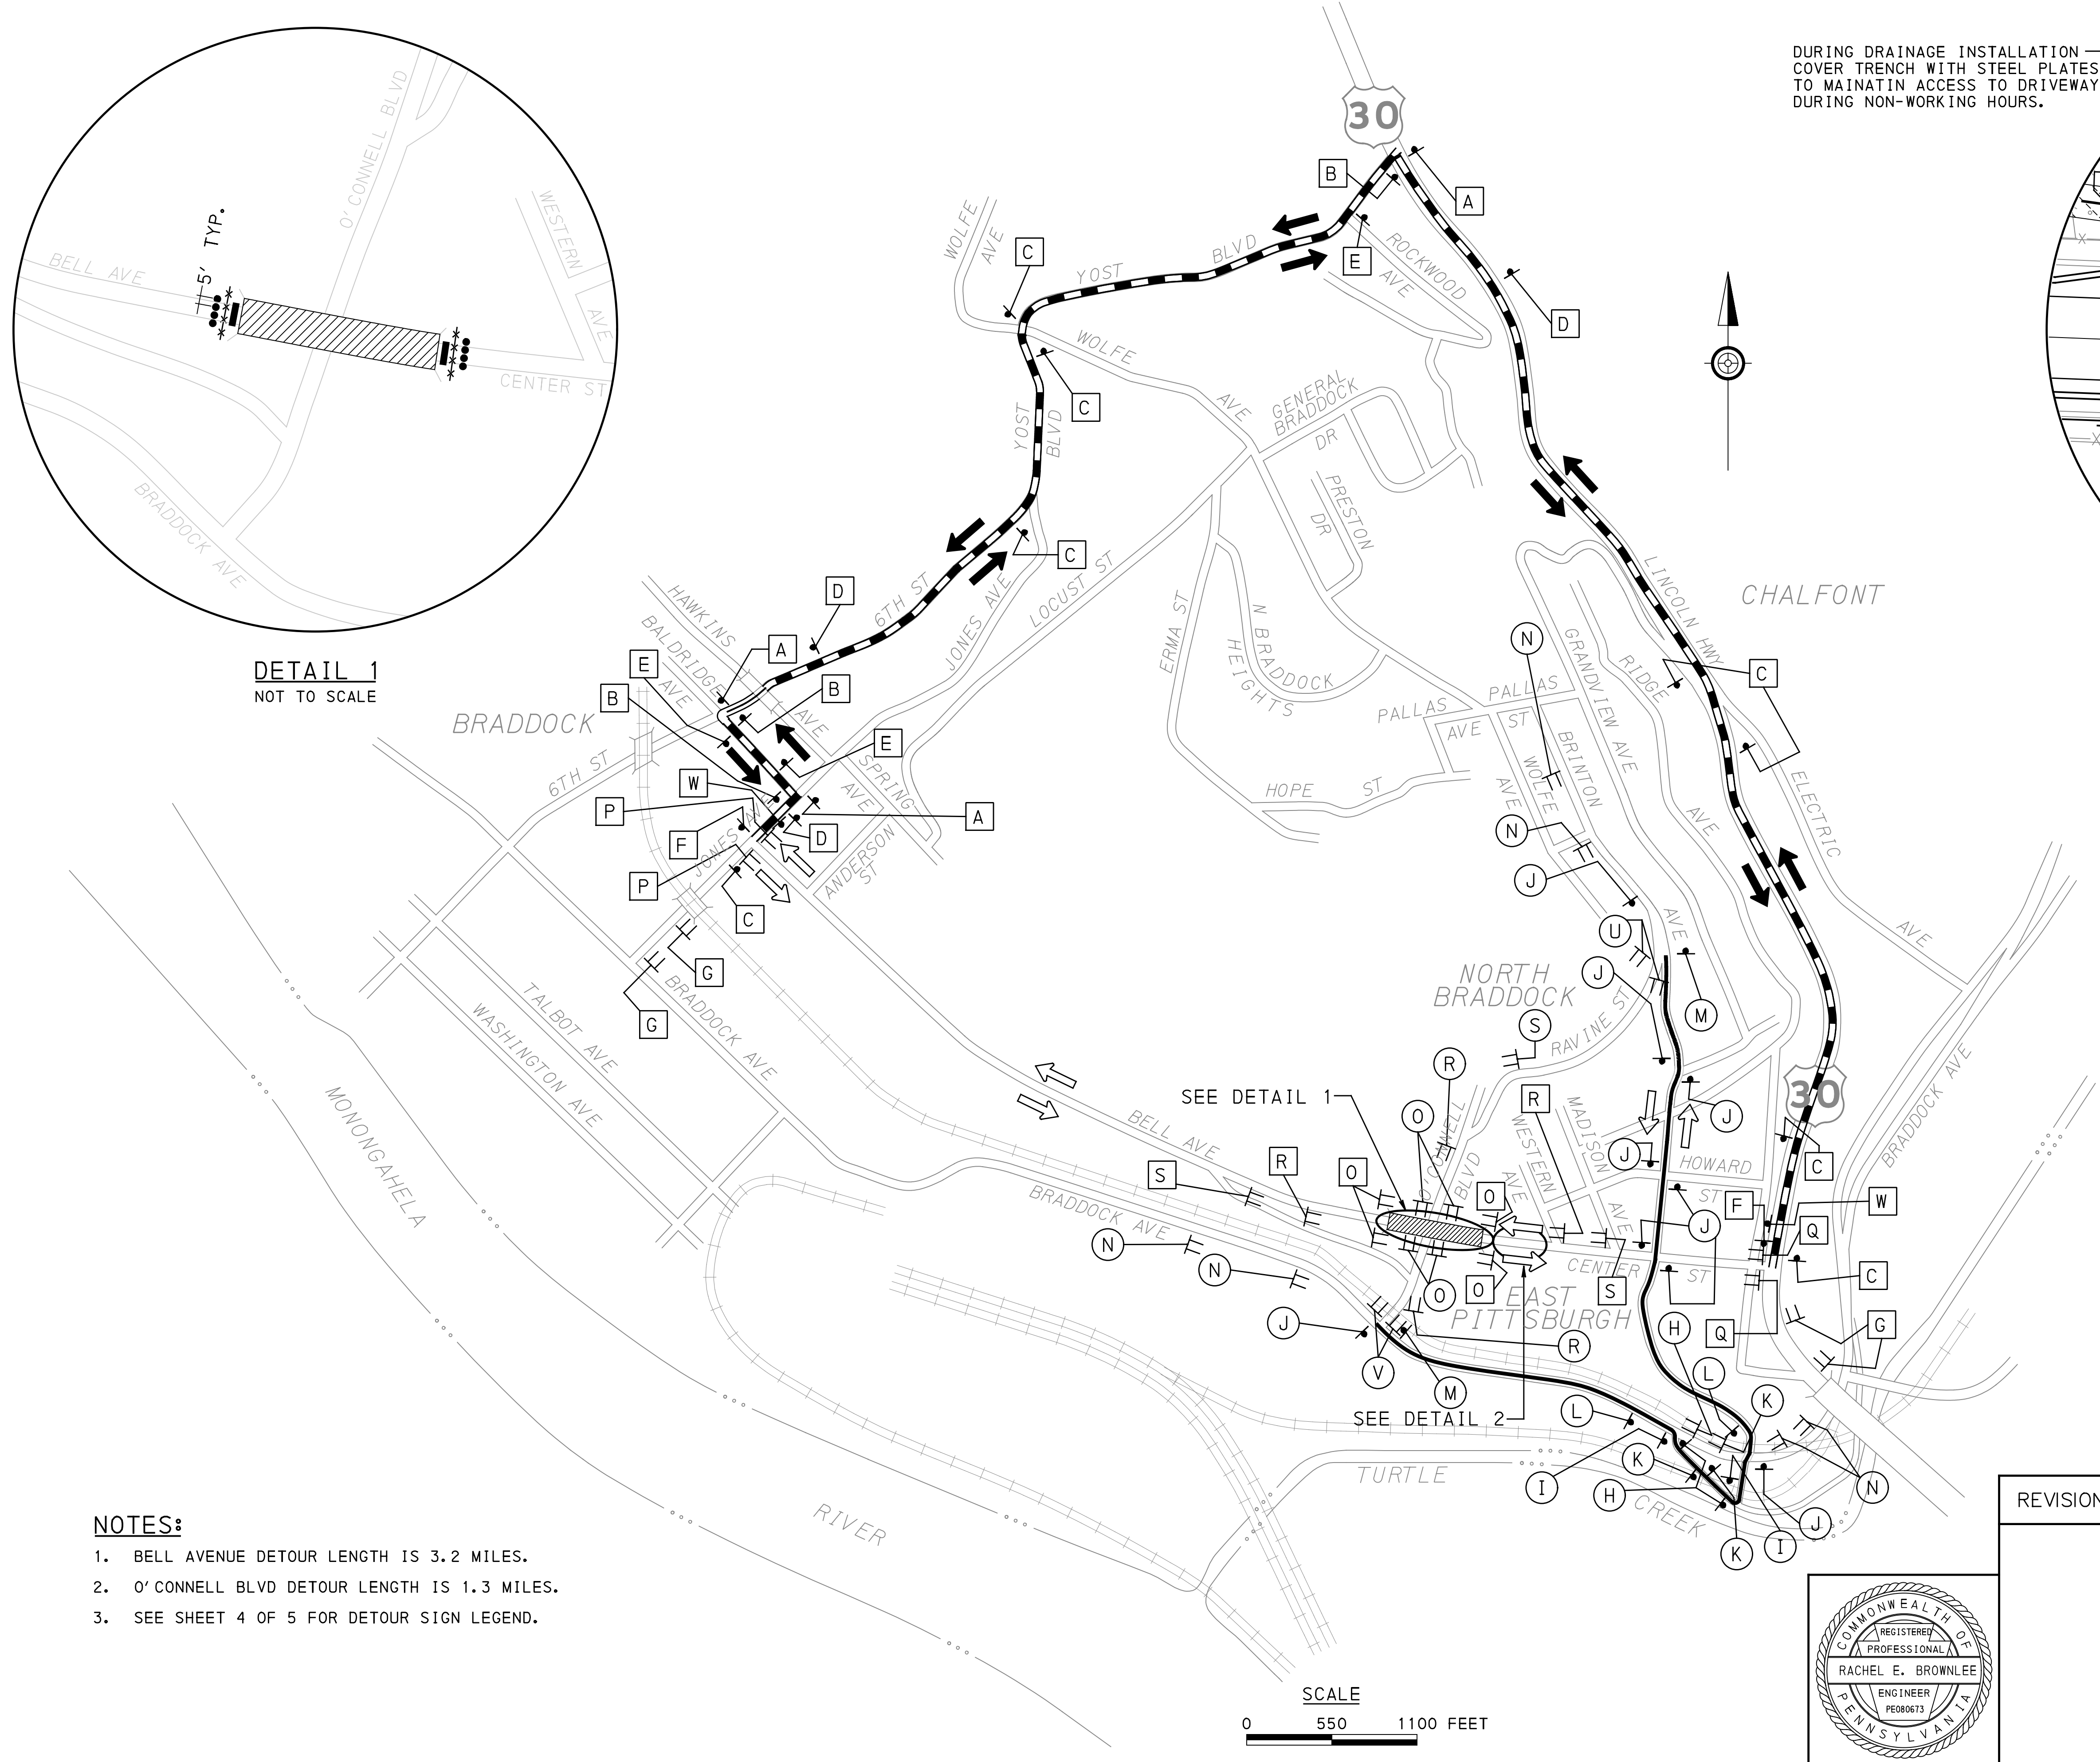 DURING DRAINAGE INSTALLATION
COVER TRENCH WITH STEEL PLATES
TO MAINATIN ACCESS TO DRIVEWAY
DURING NON-WORKING HOURS.
O'CONNELL BLVD
WESTERN
AVE
5' TYP.
BELL AVE
CENTER ST
BRADDOCK AVE
DETAIL 1
NOT TO SCALE
30
B
A
E
ROCKWOOD
AVE
D
WOLFE
AVE
C
YOST
BLVD
WOLFE
AVE
C
YOST
BLVD
GENERAL
BRADDOCK
DR
PRESTON
DR
C
D
6TH ST
JONES AVE
LOCUST ST
LINCOLN HWY
CHALFONT
HAWKINS
AVE
BALDRIDGE
AVE
A
E
B
B
BRADDOCK
ERMA ST
N BRADDOCK
HEIGHTS
N
GRANDVIEW AVE
RIDGE
AVE
C
PALLAS
PALLAS
AVE
ST
E
W
P
SPRING
AVE
A
6TH ST
HOPE ST
WOLFE
AVE
BRINTON
AVE
ELECTRIC
AVE
F
D
JONES AVE
N
P
ANDERSON
ST
J
C
U
G
G
TALBOT AVE
WASHINGTON AVE
BRADDOCK AVE
NORTH
BRADDOCK
J
M
S
RAVINE ST
R
30
BRADDOCK AVE
MONONGAHELA
SEE DETAIL 1
O
R
J
BELL AVE
O'CONNELL
BLVD
WESTERN
AVE
MADISON
AVE
J
HOWARD
ST
C
S
R
O
O
F
W
J
Q
BRADDOCK AVE
N
N
CENTER
ST
C
O
O
S
EAST
PITTSBURGH
J
V
M
R
H
Q
G
L
SEE DETAIL 2
L
K
I
K
H
TURTLE
CREEK
N
J
I
K
RIVER
NOTES:
1. BELL AVENUE DETOUR LENGTH IS 3.2 MILES.
2. O'CONNELL BLVD DETOUR LENGTH IS 1.3 MILES.
3. SEE SHEET 4 OF 5 FOR DETOUR SIGN LEGEND.
SCALE
0 550 1100 FEET
REVISION
COMMONWEALTH OF
REGISTERED
PROFESSIONAL
RACHEL E. BROWNLEE
ENGINEER
PE080673
PENNSYLVANIA